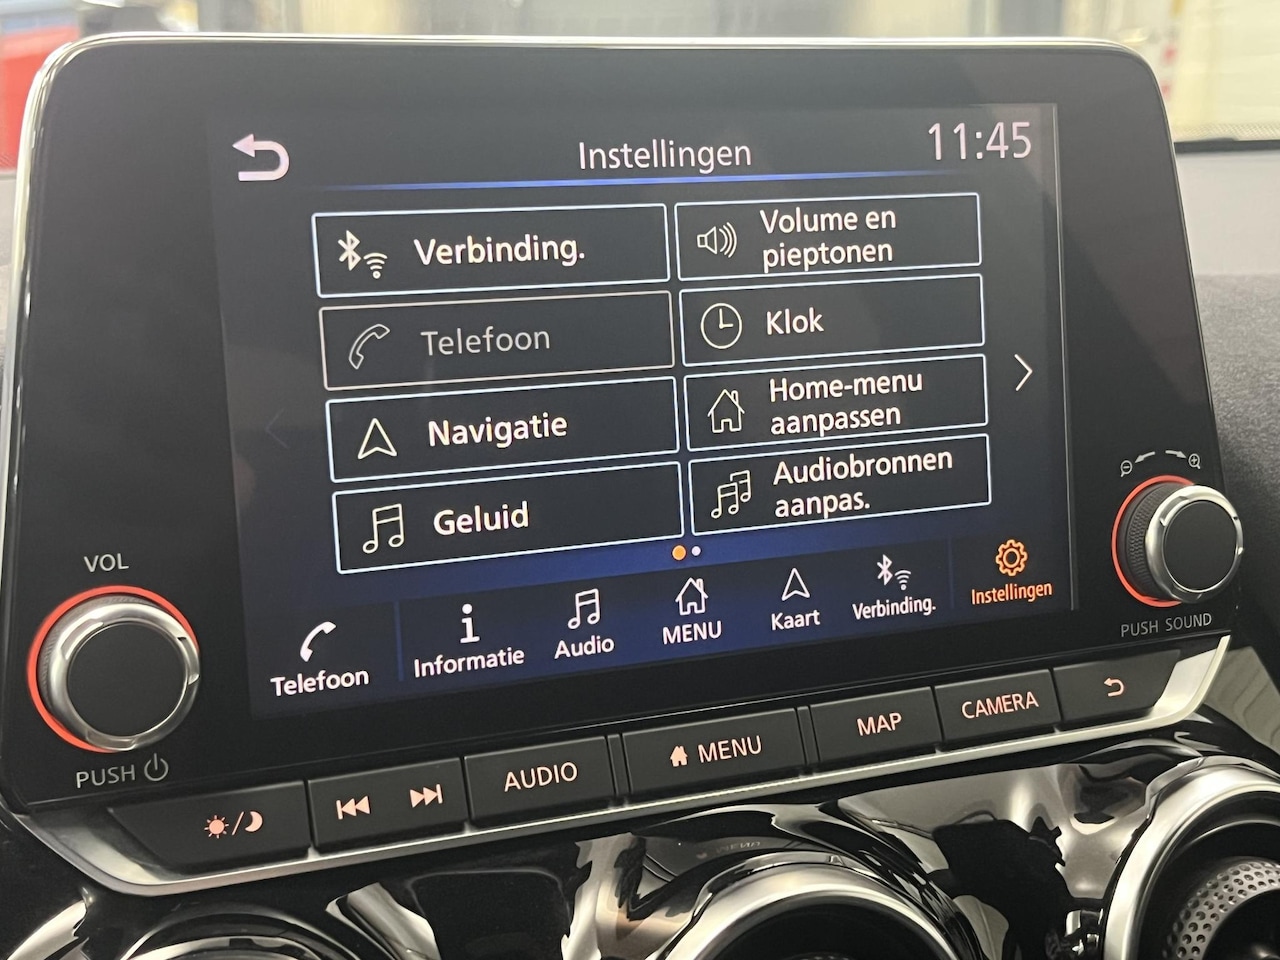 Instellingen
11:45
Verbinding.
Volume en
pieptonen
Telefoon
Klok
Navigatie
Home-menu
aanpassen
Geluid
Audiobronnen
aanpas.
Telefoon
Informatie
Audio
MENU
Kaart
Verbinding.
Instellingen
VOL
PUSH
PUSH SOUND
AUDIO
MENU
MAP
CAMERA